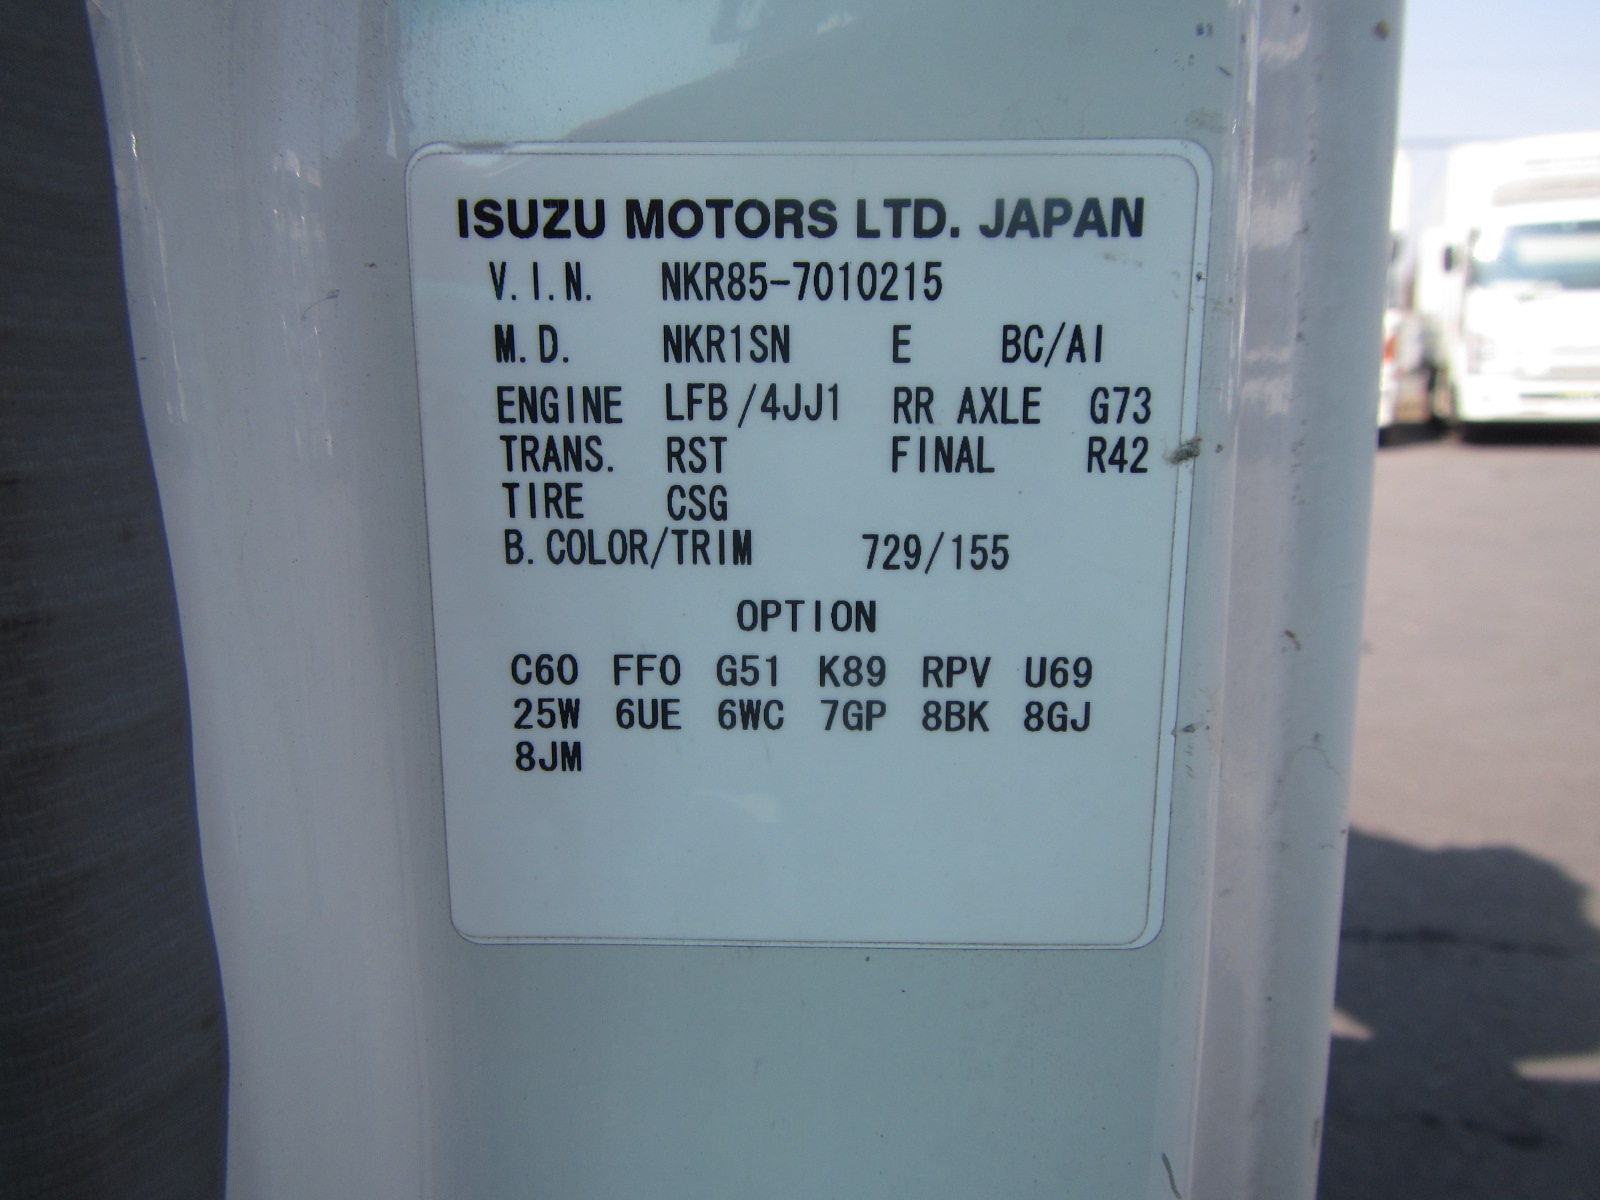 ISUZU MOTORS LTD. JAPAN
V.I.N. NKR85-7010215
M.D. NKR1SN E BC/AI
ENGINE LFB/4JJ1 RR AXLE G73
TRANS. RST FINAL R42
TIRE CSG
B.COLOR/TRIM 729/155
OPTION
C60 FF0 G51 K89 RPV U69
25W 6UE 6WC 7GP 8BK 8GJ
8JM